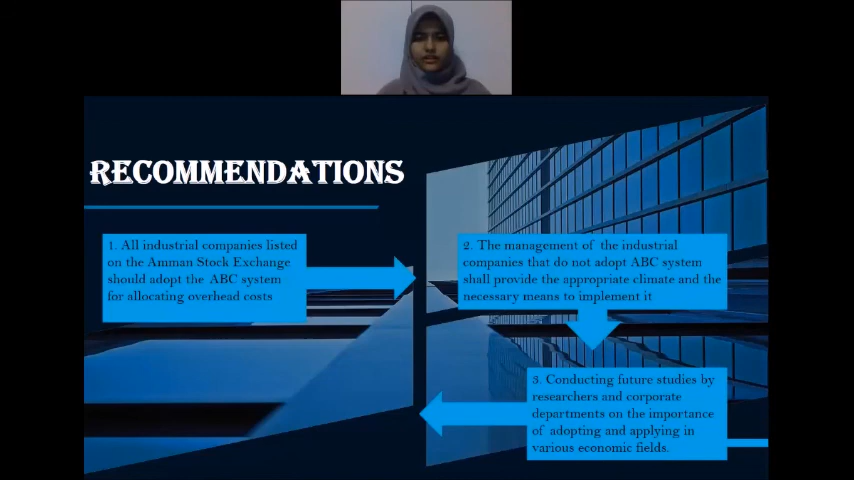 RECOMMENDATIONS
1. All industrial companies listed
on the Amman Stock Exchange
should adopt the ABC system
for allocating overhead costs
2. The management of the industrial
companies that do not adopt ABC system
shall provide the appropriate climate and the
necessary means to implement it
3. Conducting future studies by
researchers and corporate
departments on the importance
of adopting and applying in
various economic fields.